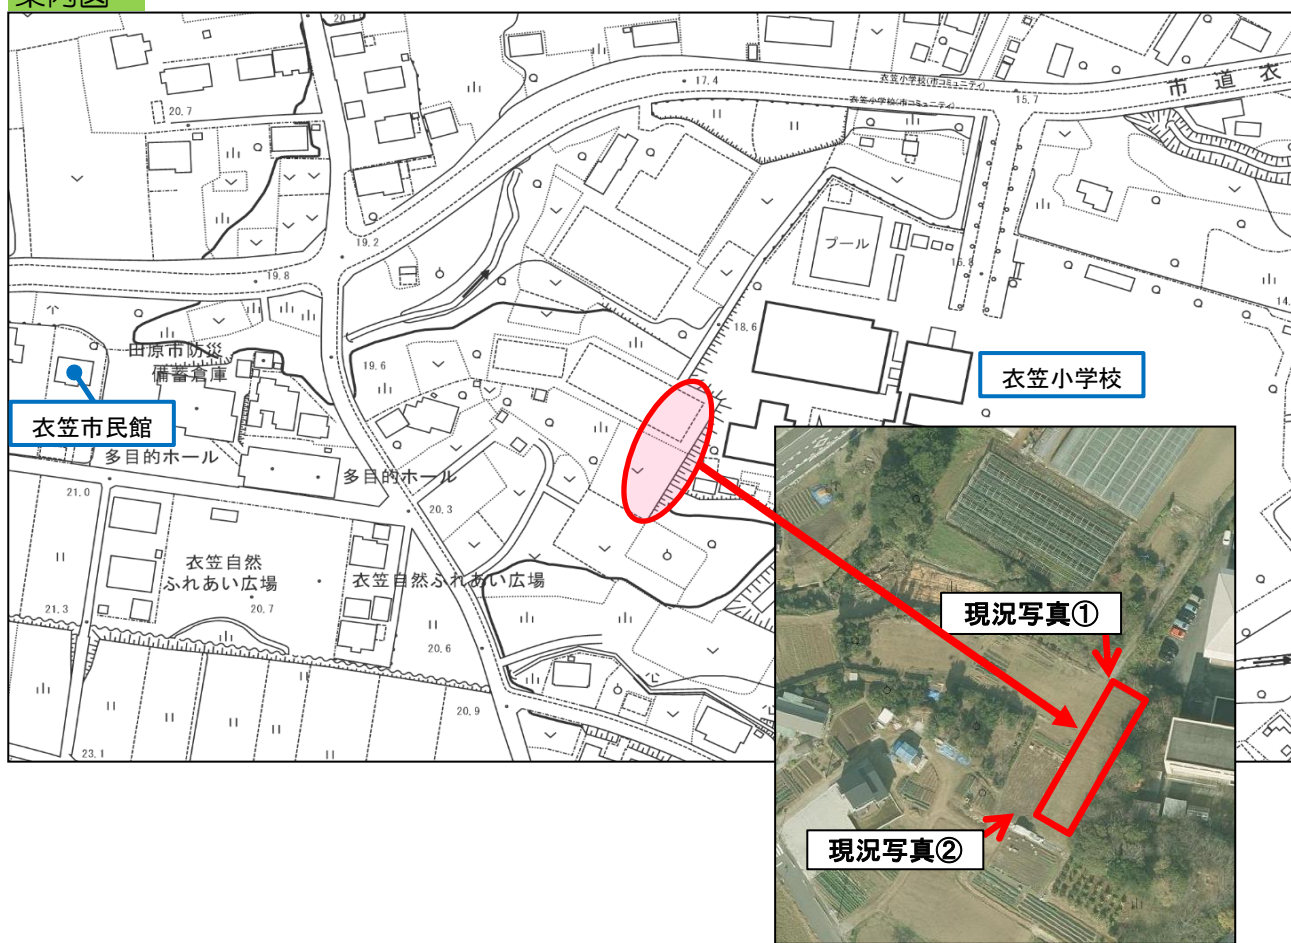 案内図
20.1
17.4
衣笠小学校(市コミュニティ)
衣笠小学校(市コミュニティ)
15.7
市道衣
20.7
19.2
19.8
プール
16.8
14.
18.6
田原市防災
備蓄倉庫
19.6
衣笠小学校
衣笠市民館
多目的ホール
多目的ホール
21.0
20.3
衣笠自然
ふれあい広場
衣笠自然ふれあい広場
20.7
21.3
20.6
20.9
23.1
現況写真①
現況写真②